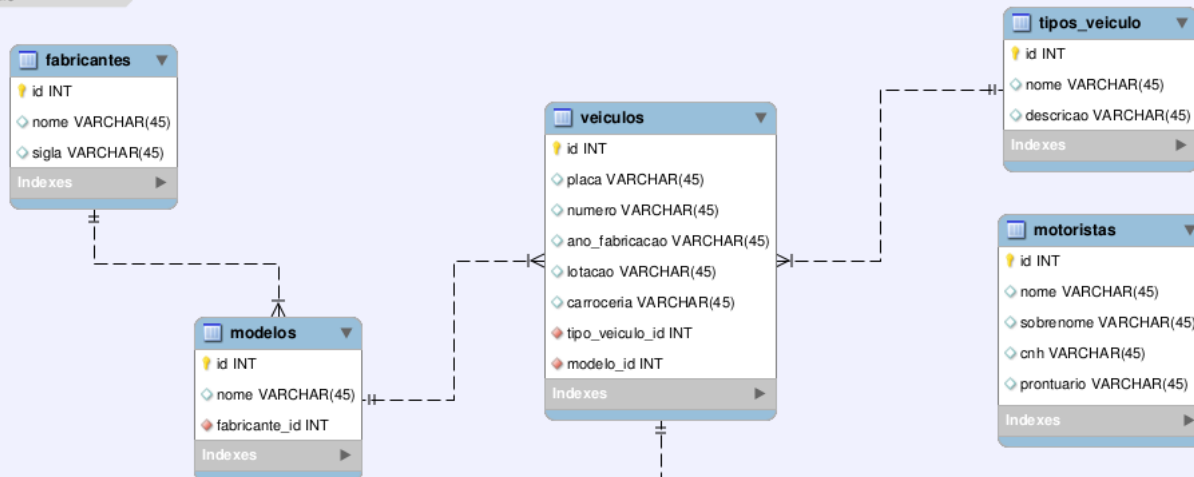 fabricantes
id INT
nome VARCHAR(45)
sigla VARCHAR(45)
Indexes
modelos
id INT
nome VARCHAR(45)
fabricante_id INT
Indexes
veiculos
id INT
placa VARCHAR(45)
numero VARCHAR(45)
ano_fabricacao VARCHAR(45)
lotacao VARCHAR(45)
carroceria VARCHAR(45)
tipo_veiculo_id INT
modelo_id INT
Indexes
tipos_veiculo
id INT
nome VARCHAR(45)
descricao VARCHAR(45)
Indexes
motoristas
id INT
nome VARCHAR(45)
sobrenome VARCHAR(45)
cnh VARCHAR(45)
prontuario VARCHAR(45)
Indexes